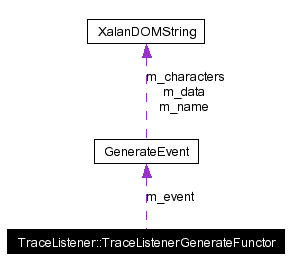 XalanDOMString
m_characters
m_data
m_name
GenerateEvent
m_event
TraceListener::TraceListenerGenerateFunctor